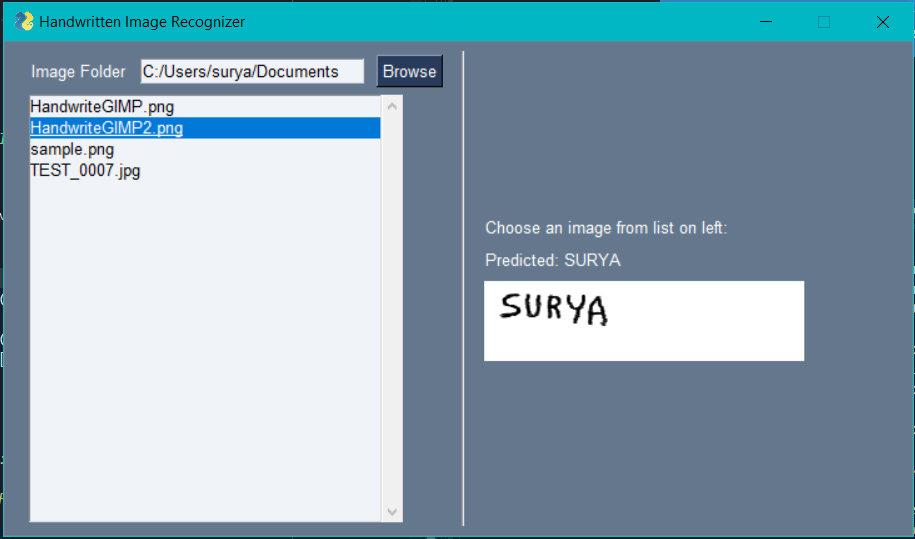 Handwritten Image Recognizer
Image Folder C:/Users/surya/Documents Browse
HandwriteGIMP.png
HandwriteGIMP2.png
sample.png
TEST_0007.jpg
Choose an image from list on left:
Predicted: SURYA
SURYA